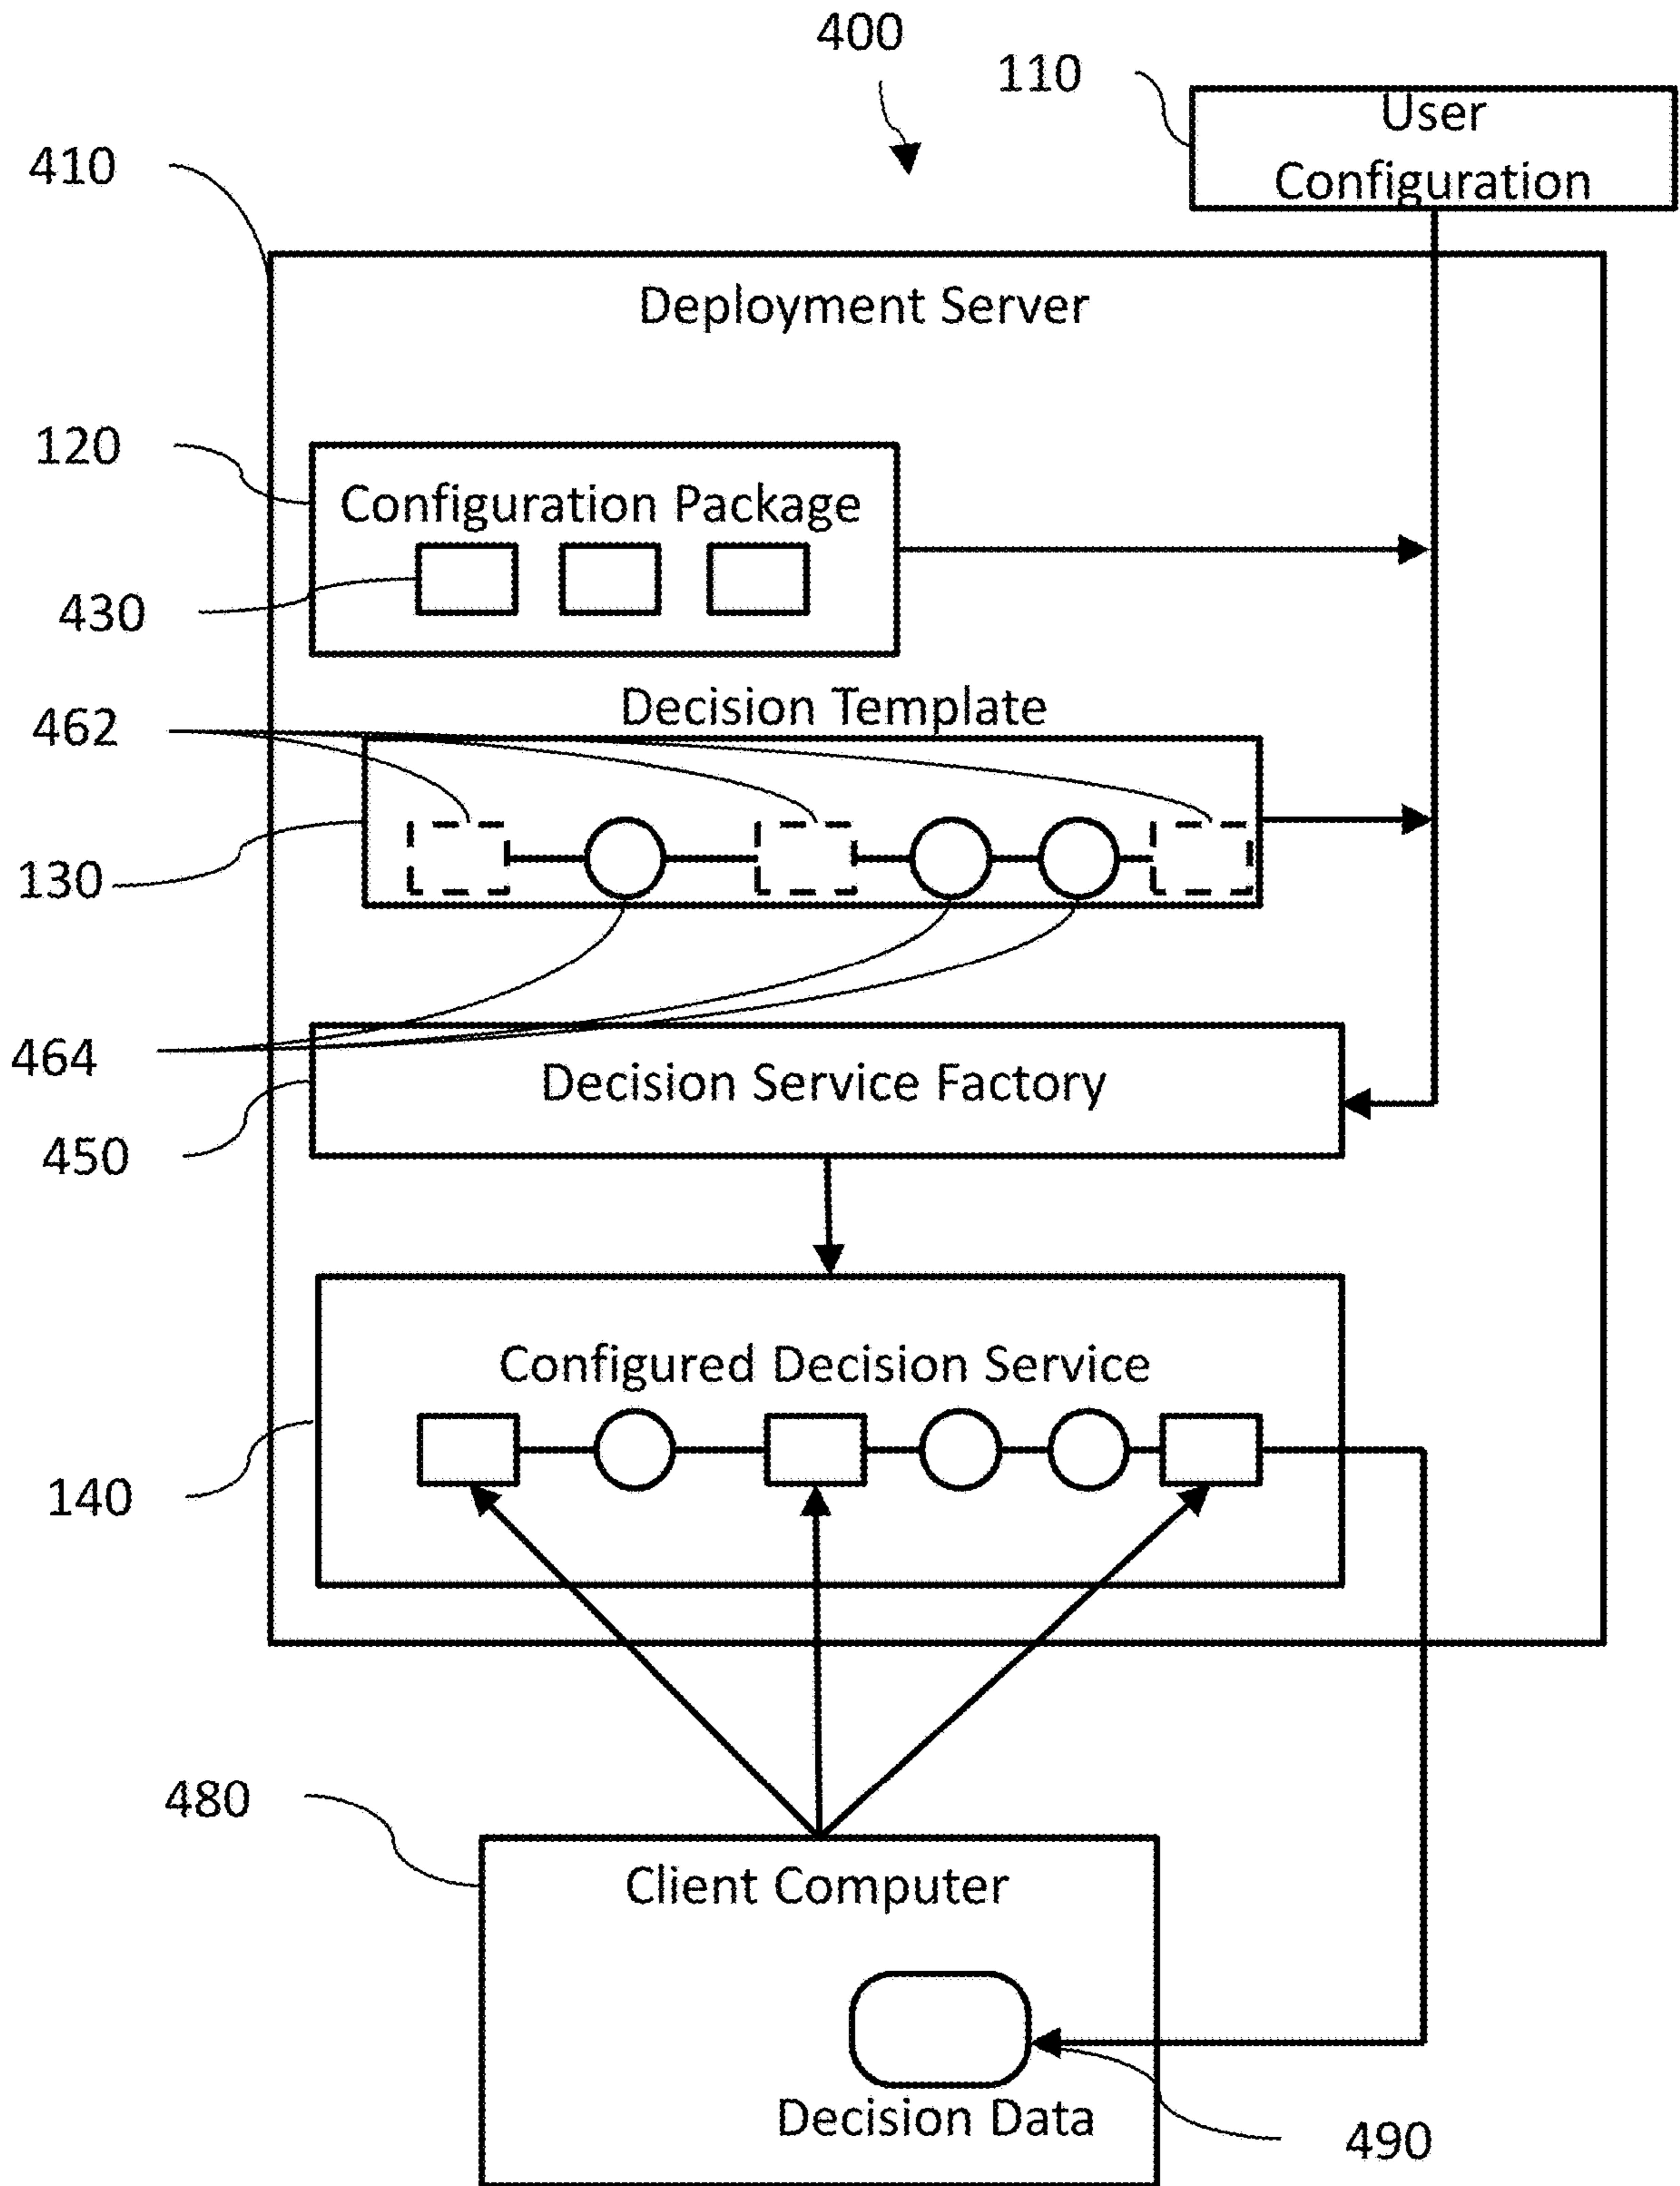 400
110
User
Configuration
410
Deployment Server
120
Configuration Package
430
Decision Template
462
130
464
Decision Service Factory
450
Configured Decision Service
140
480
Client Computer
Decision Data
490